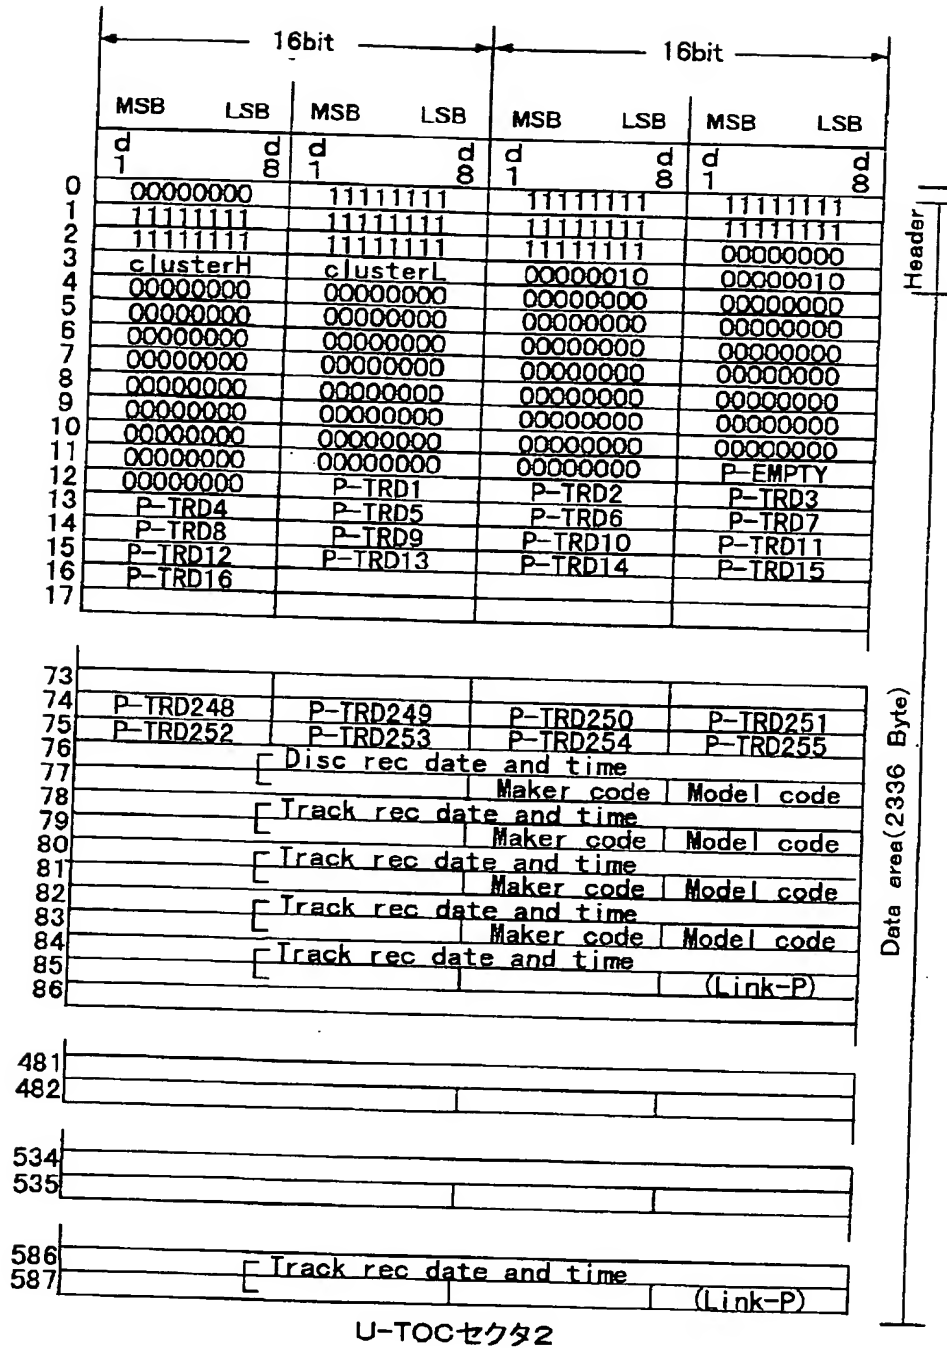 16bit 16bit
MSB LSB MSB LSB MSB LSB MSB LSB
d1 d8 d1 d8 d1 d8 d1 d8
0 00000000 11111111 11111111 11111111
1 11111111 11111111 11111111 11111111
2 11111111 11111111 11111111 00000000
3 clusterH clusterL 00000010 00000010
4 00000000 00000000 00000000 00000000
5 00000000 00000000 00000000 00000000
6 00000000 00000000 00000000 00000000
7 00000000 00000000 00000000 00000000
8 00000000 00000000 00000000 00000000
9 00000000 00000000 00000000 00000000
10 00000000 00000000 00000000 00000000
11 00000000 00000000 00000000 P-EMPTY
12 00000000 P-TRD1 P-TRD2 P-TRD3
13 P-TRD4 P-TRD5 P-TRD6 P-TRD7
14 P-TRD8 P-TRD9 P-TRD10 P-TRD11
15 P-TRD12 P-TRD13 P-TRD14 P-TRD15
16 P-TRD16
17
73
74 P-TRD248 P-TRD249 P-TRD250 P-TRD251
75 P-TRD252 P-TRD253 P-TRD254 P-TRD255
76 Disc rec date and time
77 Maker code Model code
78 Track rec date and time
79 Maker code Model code
80 Track rec date and time
81 Maker code Model code
82 Track rec date and time
83 Maker code Model code
84 Track rec date and time
85 (Link-P)
86
481
482
534
535
586 Track rec date and time
587 (Link-P)
Header
Data area(2336 Byte)
U-TOCセクタ2